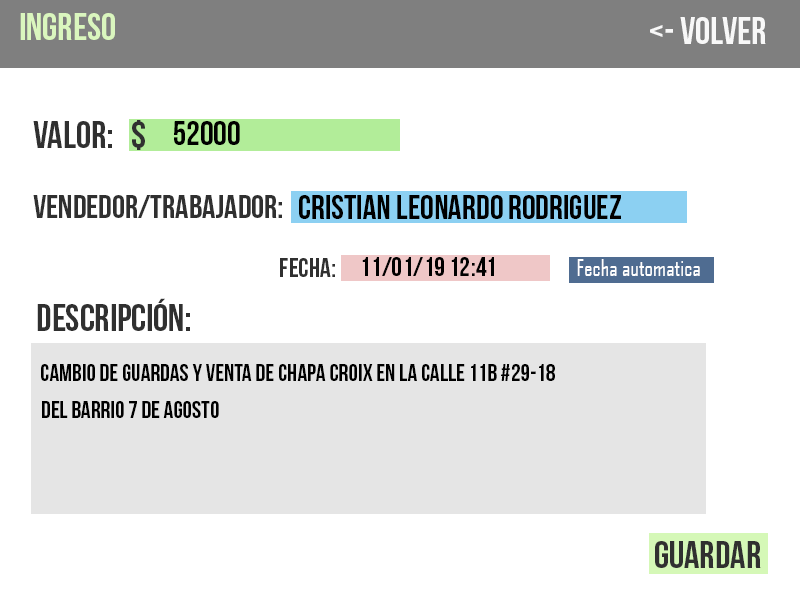 INGRESO
<- VOLVER
VALOR: $ 52000
VENDEDOR/TRABAJADOR: CRISTIAN LEONARDO RODRIGUEZ
FECHA: 11/01/19 12:41 Fecha automatica
DESCRIPCIÓN:
CAMBIO DE GUARDAS Y VENTA DE CHAPA CROIX EN LA CALLE 11B #29-18
DEL BARRIO 7 DE AGOSTO
GUARDAR